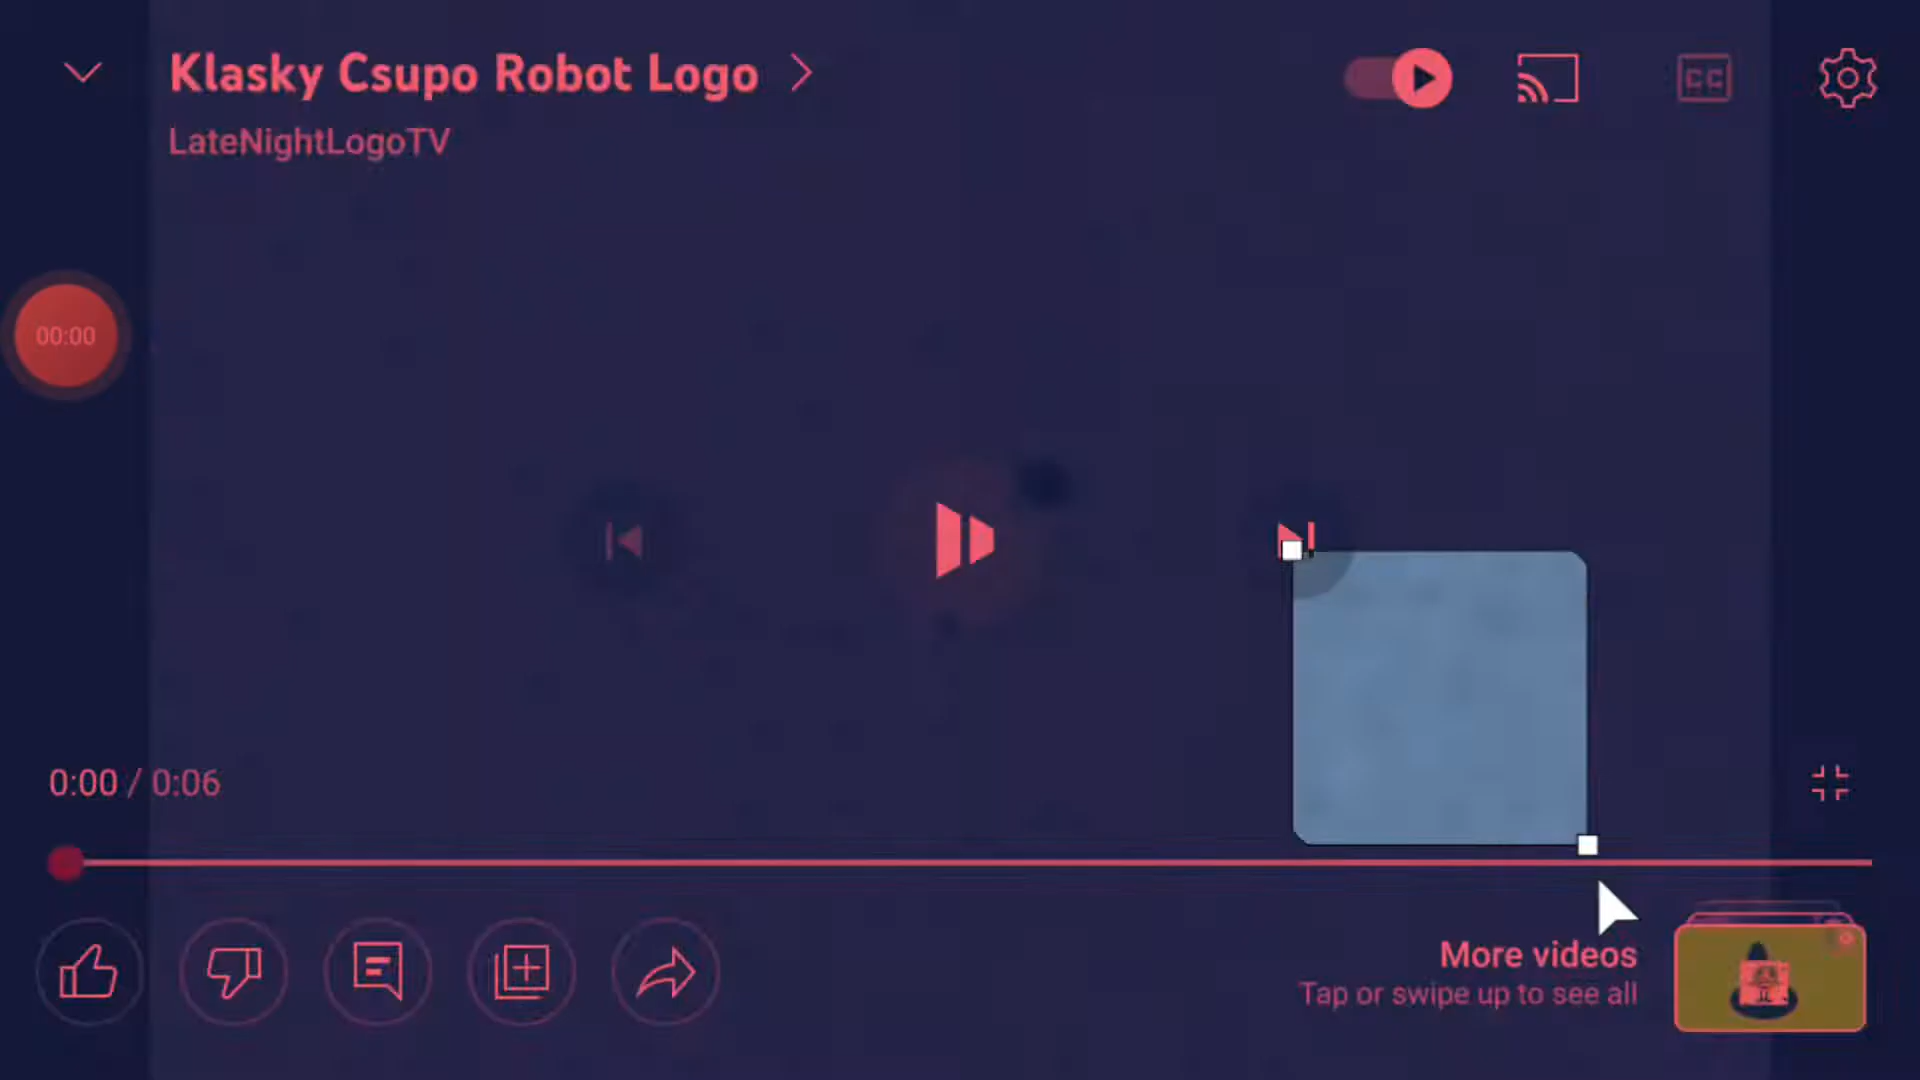 Klasky Csupo Robot Logo
LateNightLogoTV
CC
00:00
0:00 / 0:06
More videos
Tap or swipe up to see all